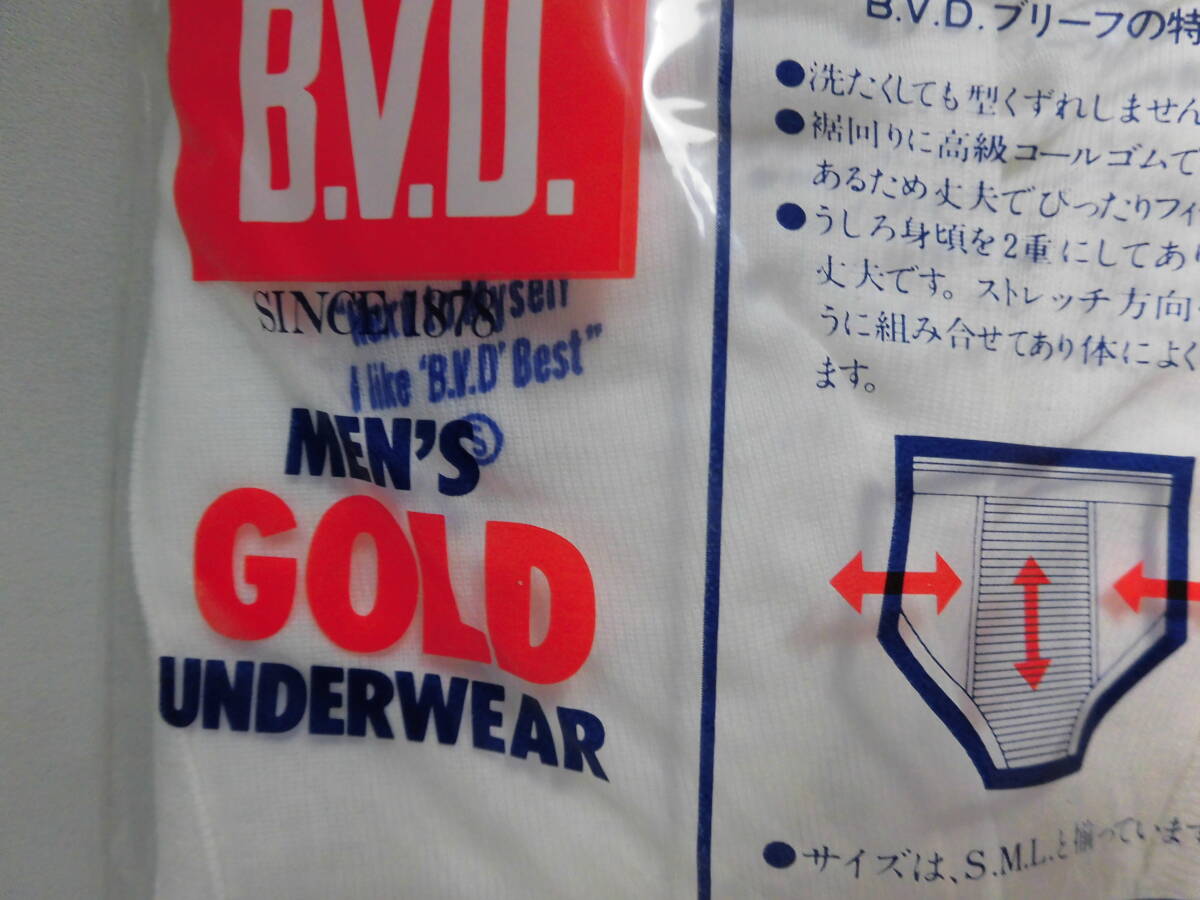 B.V.D.
SINCE 1878
Myself
I like 'B.V.D' Best"
MEN'S
S
GOLD
UNDERWEAR
B.V.D.ブリーフの特
●洗たくしても型くずれしません
●裾回りに高級コールゴムで
あるため丈夫でぴったりフィ
●うしろ身頃を2重にしてあり
丈夫です。ストレッチ方向
うに組み合せてあり体によく
ます。
●サイズは、S.M.L.と揃っています